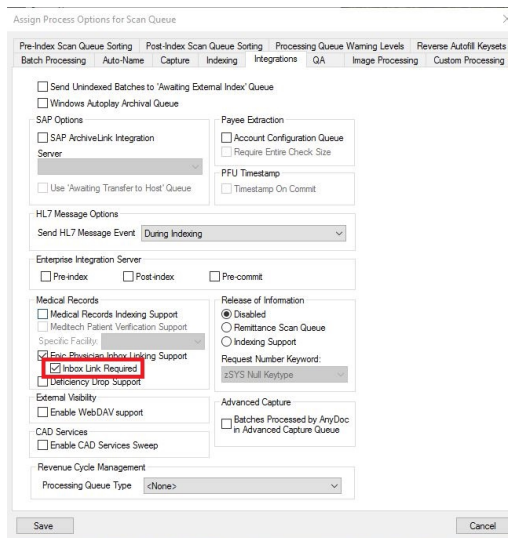 Assign Process Options for Scan Queue
Pre-Index Scan Queue Sorting Post-Index Scan Queue Sorting Processing Queue Warning Levels Reverse Autofill Keysets
Batch Processing Auto-Name Capture Indexing Integrations QA Image Processing Custom Processing
Send Unindexed Batches to 'Awaiting External Index' Queue
Windows Autoplay Archival Queue
SAP Options
SAP ArchiveLink Integration
Server
Use 'Awaiting Transfer to Host' Queue
Payee Extraction
Account Configuration Queue
Require Entire Check Size
PFU Timestamp
Timestamp On Commit
HL7 Message Options
Send HL7 Message Event During Indexing
Enterprise Integration Server
Pre-index Post-index Pre-commit
Medical Records
Medical Records Indexing Support
Meditech Patient Verification Support
Specific Facility:
Epic Physician Inbox Linking Support
Inbox Link Required
Deficiency Drop Support
Release of Information
Disabled
Remittance Scan Queue
Indexing Support
Request Number Keyword:
zSYS Null Keytype
External Visibility
Enable WebDAV support
CAD Services
Enable CAD Services Sweep
Advanced Capture
Batches Processed by AnyDoc
in Advanced Capture Queue
Revenue Cycle Management
Processing Queue Type <None>
Save Cancel